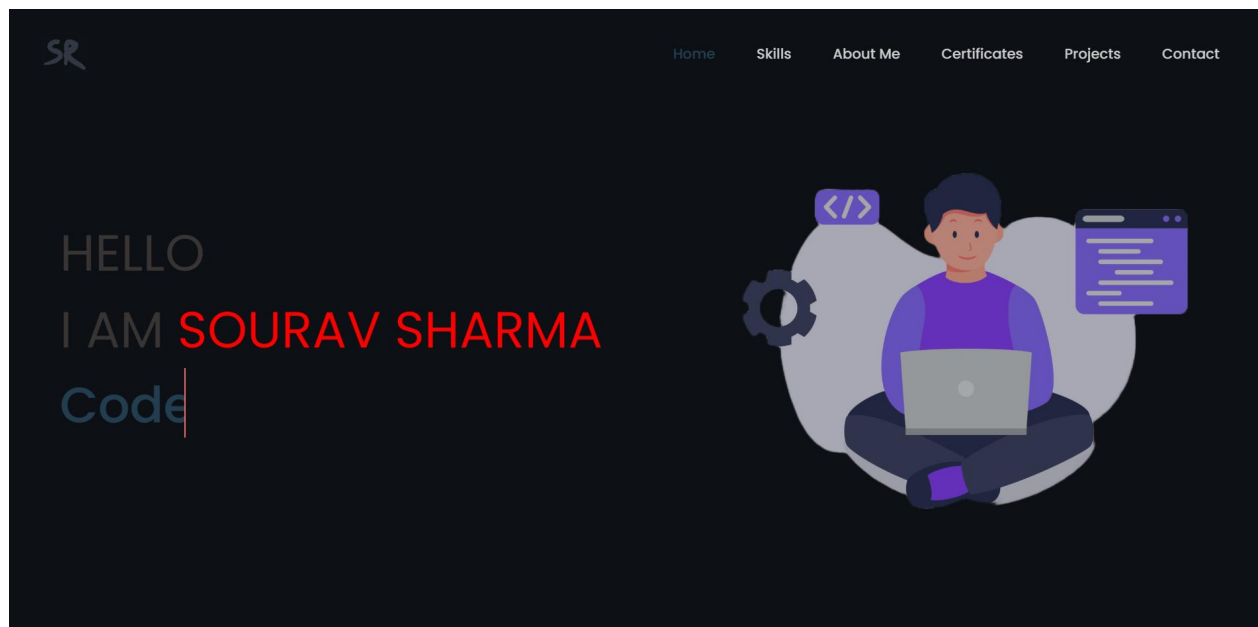 SR
Home Skills About Me Certificates Projects Contact
</>
HELLO
I AM SOURAV SHARMA
Code